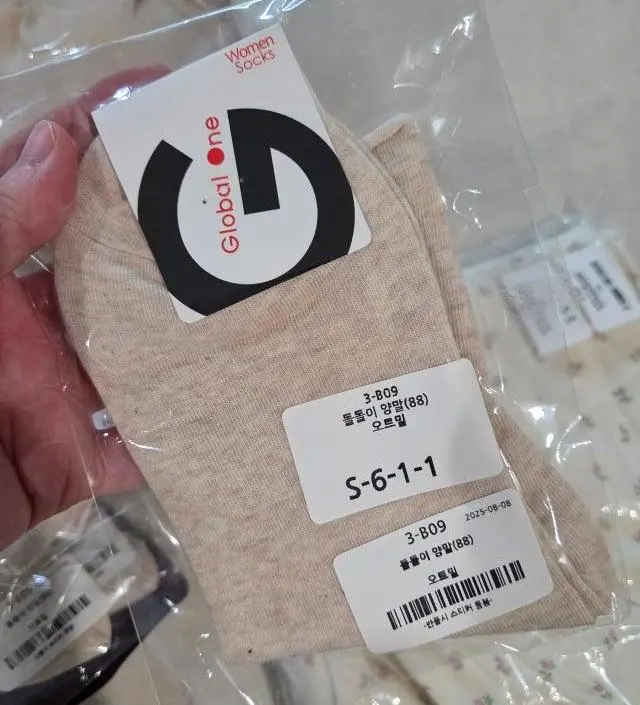 Women
Socks
Global One
3-B09
돌돌이 양말(88)
오트밀
S-6-1-1
3-B09
2025-08-08
돌돌이 양말(88)
오트밀
-반품시 스티커 동봉-